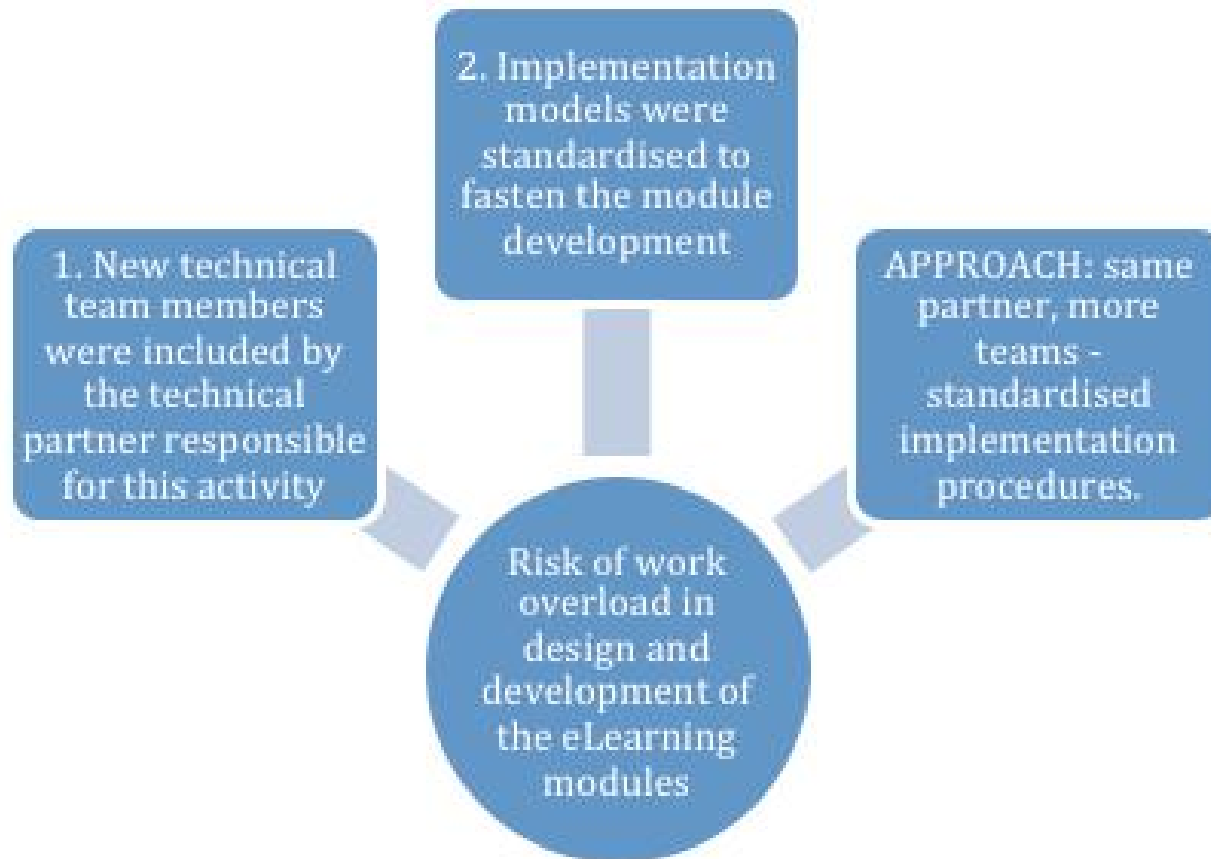 2. Implementation
models were
standardised to
fasten the module
development
1. New technical
team members
were included by
the technical
partner responsible
for this activity
APPROACH: same
partner, more
teams -
standardised
implementation
procedures.
Risk of work
overload in
design and
development of
the eLearning
modules